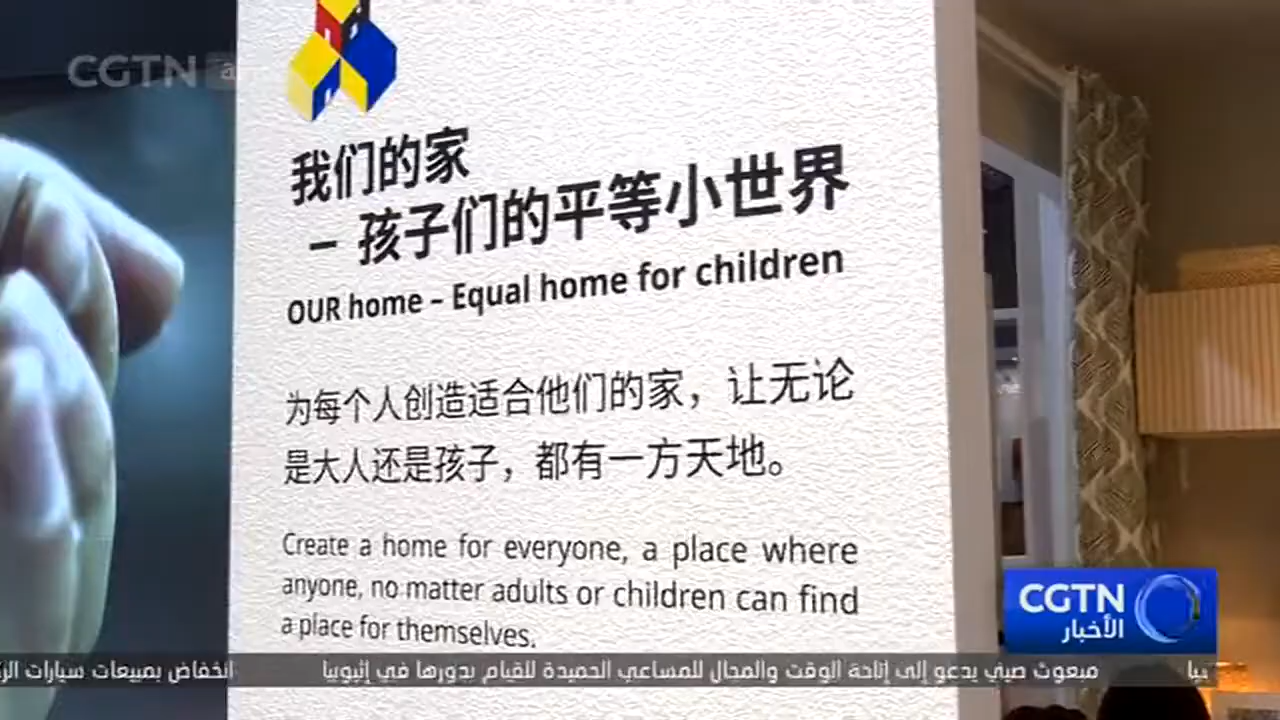 CGTN
我们的家
– 孩子们的平等小世界
OUR home – Equal home for children
为每个人创造适合他们的家，让无论
是大人还是孩子，都有一方天地。
Create a home for everyone, a place where
anyone, no matter adults or children can find
a place for themselves.
CGTN
الأخبار
مبعوث صيني يدعو إلى إتاحة الوقت والمجال للمساعي الحميدة للقيام بدورها في إثيوبيا
انخفاض بمبيعات سيارات